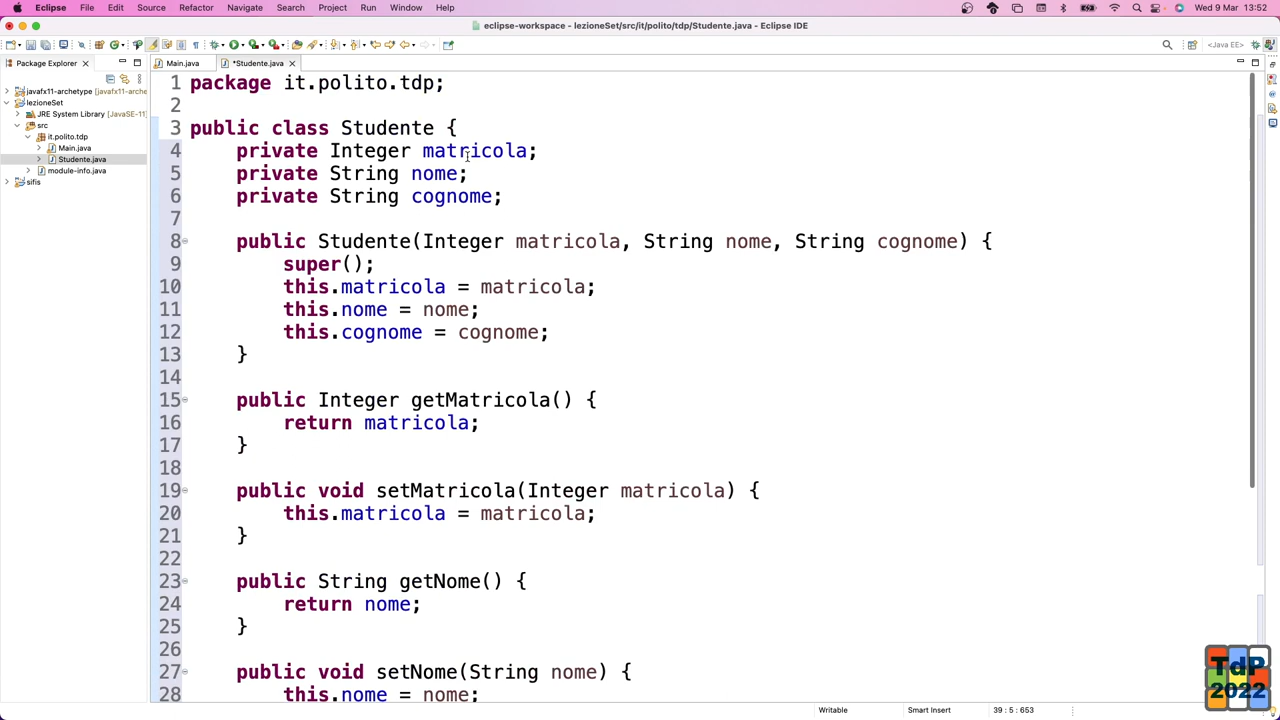 Eclipse File Edit Source Refactor Navigate Search Project Run Window Help Wed 9 Mar 13:52
eclipse-workspace - lezioneSet/src/it/polito/tdp/Studente.java - Eclipse IDE
<Java EE>
Package Explorer
Main.java
*Studente.java
javafx11-archetype [javafx11-arche
lezioneSet
JRE System Library [JavaSE-11]
src
it.polito.tdp
Main.java
Studente.java
module-info.java
sifis
1 package it.polito.tdp;
2
3 public class Studente {
4 private Integer matricola;
5 private String nome;
6 private String cognome;
7
8 public Studente(Integer matricola, String nome, String cognome) {
9 super();
10 this.matricola = matricola;
11 this.nome = nome;
12 this.cognome = cognome;
13 }
14
15 public Integer getMatricola() {
16 return matricola;
17 }
18
19 public void setMatricola(Integer matricola) {
20 this.matricola = matricola;
21 }
22
23 public String getNome() {
24 return nome;
25 }
26
27 public void setNome(String nome) {
28 this.nome = nome;
TdP
2022
Writable Smart Insert 39 : 5 : 653